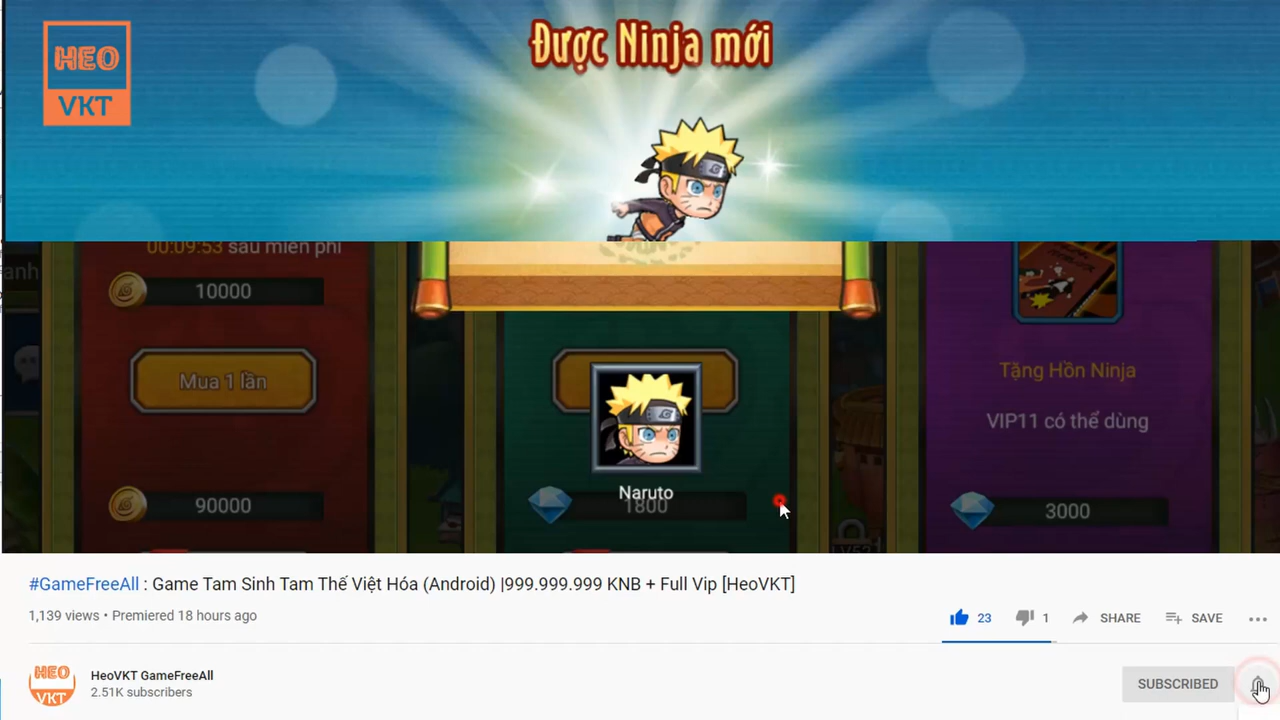 HEO
VKT
Được Ninja mới
00:09:53 sau miễn phí
anh
10000
Mua 1 lần
Tặng Hồn Ninja
VIP11 có thể dùng
Naruto
90000
1800
3000
#GameFreeAll : Game Tam Sinh Tam Thế Việt Hóa (Android) |999.999.999 KNB + Full Vip [HeoVKT]
1,139 views • Premiered 18 hours ago
23
1
SHARE
SAVE
HEO
VKT
HeoVKT GameFreeAll
2.51K subscribers
SUBSCRIBED